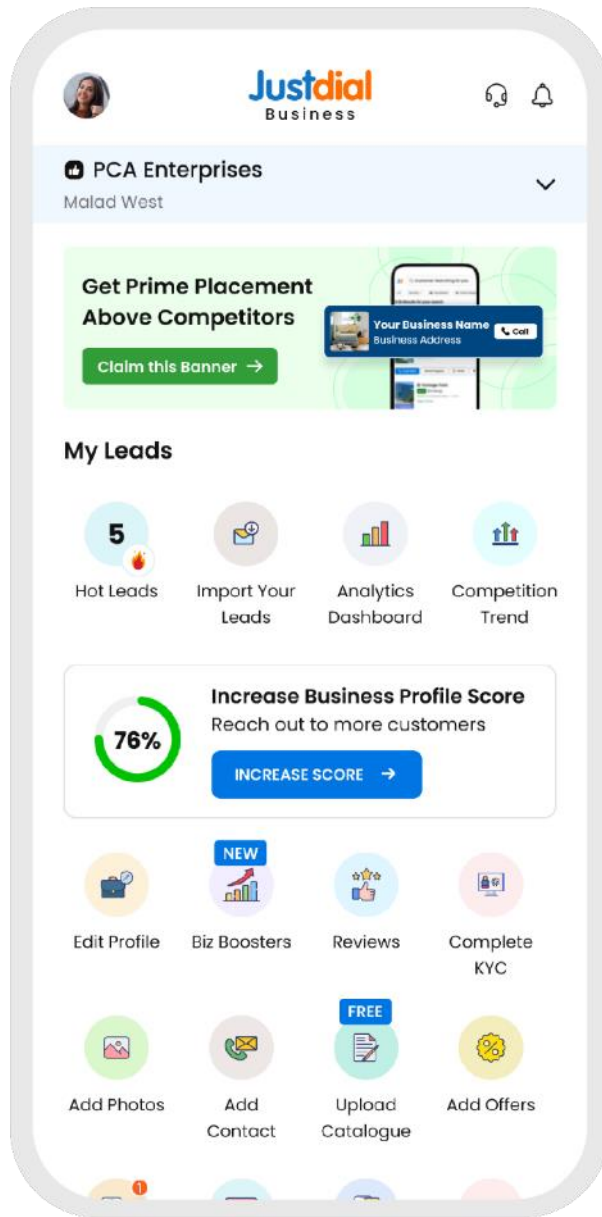 Justdial
Business
PCA Enterprises
Malad West
Get Prime Placement
Above Competitors
Claim this Banner →
Your Business Name
Business Address
Call
My Leads
5
Hot Leads
Import Your
Leads
Analytics
Dashboard
Competition
Trend
76%
Increase Business Profile Score
Reach out to more customers
INCREASE SCORE →
NEW
Edit Profile
Biz Boosters
Reviews
Complete
KYC
FREE
Add Photos
Add
Contact
Upload
Catalogue
Add Offers
1